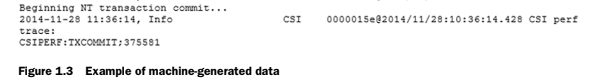 Beginning NT transaction commit...
2014-11-28 11:36:14, Info CSI 0000015e@2014/11/28:10:36:14.428 CSI perf
trace:
CSIPERF:TXCOMMIT;375581
Figure 1.3 Example of machine-generated data